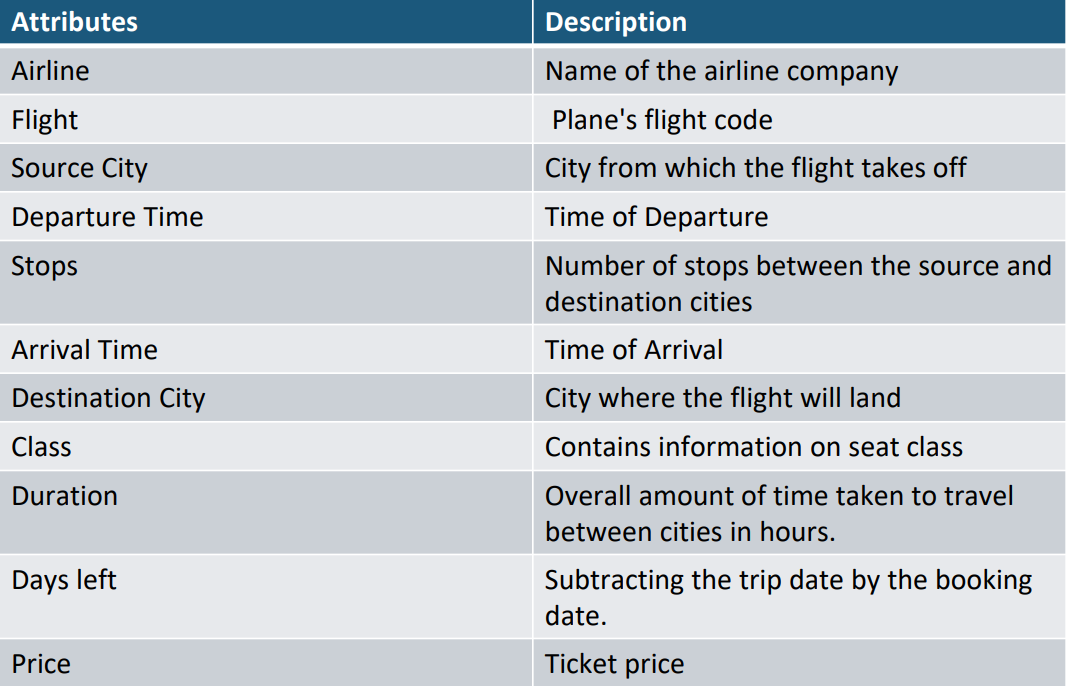 Attributes Description
Airline Name of the airline company
Flight Plane's flight code
Source City City from which the flight takes off
Departure Time Time of Departure
Stops Number of stops between the source and
destination cities
Arrival Time Time of Arrival
Destination City City where the flight will land
Class Contains information on seat class
Duration Overall amount of time taken to travel
between cities in hours.
Days left Subtracting the trip date by the booking
date.
Price Ticket price